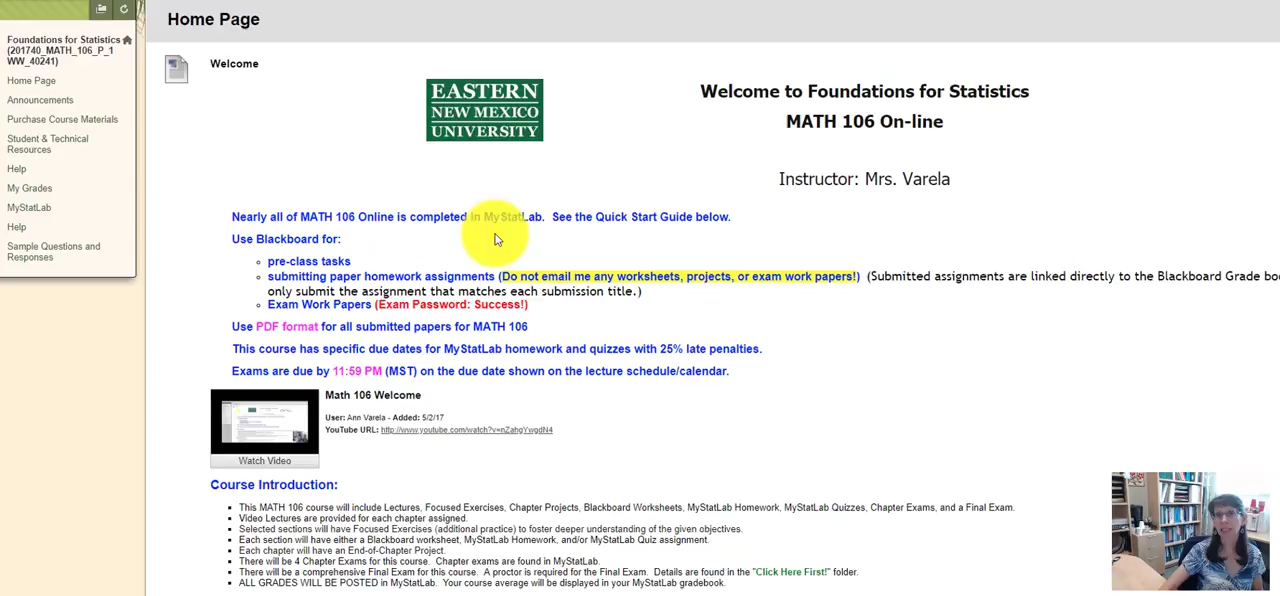 Home Page
Foundations for Statistics
(201740_MATH_106_P_1
WW_40241)
Home Page
Announcements
Purchase Course Materials
Student & Technical
Resources
Help
My Grades
MyStatLab
Help
Sample Questions and
Responses
Welcome
EASTERN
NEW MEXICO
UNIVERSITY
Welcome to Foundations for Statistics
MATH 106 On-line
Instructor: Mrs. Varela
Nearly all of MATH 106 Online is completed in MyStatLab. See the Quick Start Guide below.
Use Blackboard for:
pre-class tasks
submitting paper homework assignments (Do not email me any worksheets, projects, or exam work papers!) (Submitted assignments are linked directly to the Blackboard Grade boo
only submit the assignment that matches each submission title.)
Exam Work Papers (Exam Password: Success!)
Use PDF format for all submitted papers for MATH 106
This course has specific due dates for MyStatLab homework and quizzes with 25% late penalties.
Exams are due by 11:59 PM (MST) on the due date shown on the lecture schedule/calendar.
Math 106 Welcome
User: Ann Varela - Added: 5/2/17
YouTube URL: http://www.youtube.com/watch?v=nZahgYwgdN4
Watch Video
Course Introduction:
This MATH 106 course will include Lectures, Focused Exercises, Chapter Projects, Blackboard Worksheets, MyStatLab Homework, MyStatLab Quizzes, Chapter Exams, and a Final Exam.
Video Lectures are provided for each chapter assigned.
Selected sections will have Focused Exercises (additional practice) to foster deeper understanding of the given objectives.
Each section will have either a Blackboard worksheet, MyStatLab Homework, and/or MyStatLab Quiz assignment.
Each chapter will have an End-of-Chapter Project.
There will be 4 Chapter Exams for this course. Chapter exams are found in MyStatLab.
There will be a comprehensive Final Exam for this course. A proctor is required for the Final Exam. Details are found in the "Click Here First!" folder.
ALL GRADES WILL BE POSTED in MyStatLab. Your course average will be displayed in your MyStatLab gradebook.